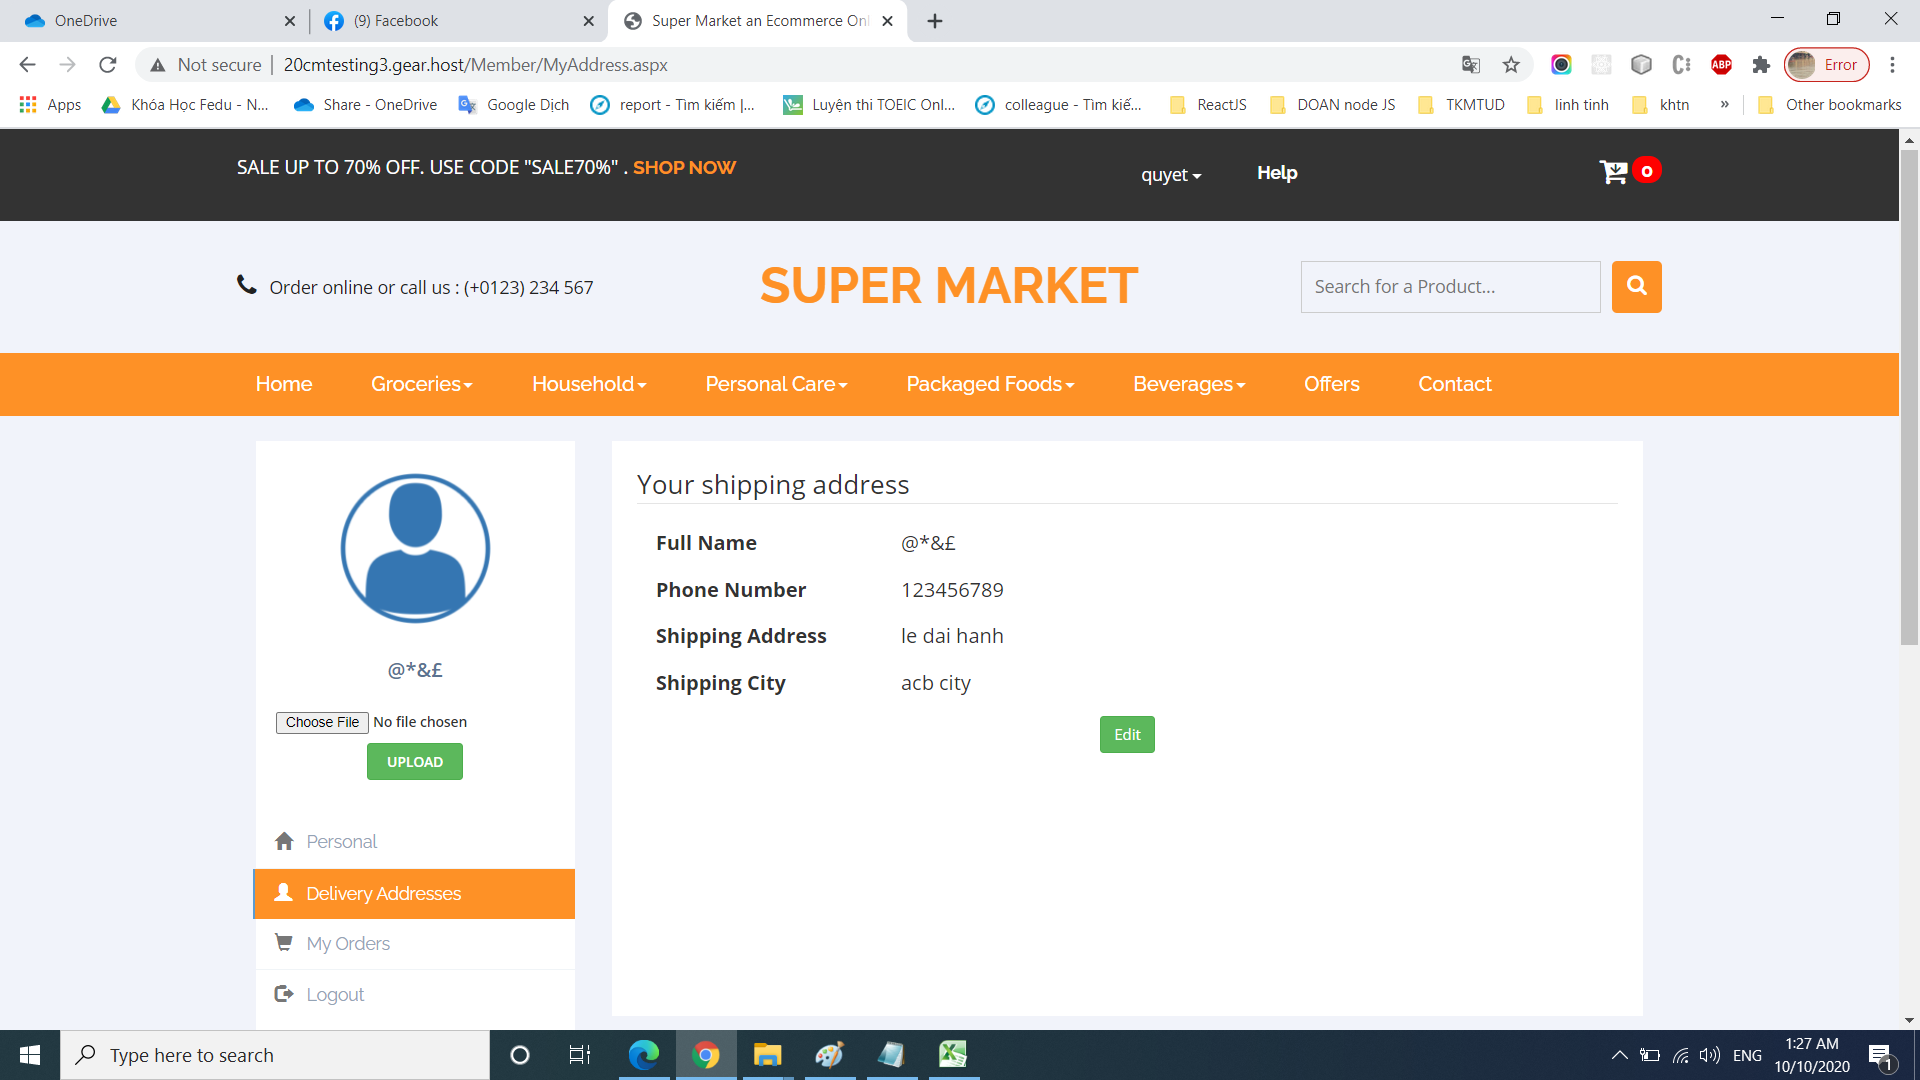 OneDrive
(9) Facebook
Super Market an Ecommerce Onl
Not secure
20cmtesting3.gear.host/Member/MyAddress.aspx
ABP
Error
Apps
Khóa Học Fedu - N...
Share - OneDrive
Google Dịch
report - Tìm kiếm |...
Luyện thi TOEIC Onl...
colleague - Tìm kiế...
ReactJS
DOAN node JS
TKMTUD
linh tinh
khtn
»
Other bookmarks
SALE UP TO 70% OFF. USE CODE "SALE70%" . SHOP NOW
quyet
Help
0
Order online or call us : (+0123) 234 567
SUPER MARKET
Search for a Product...
Home
Groceries
Household
Personal Care
Packaged Foods
Beverages
Offers
Contact
@*&£
Choose File No file chosen
UPLOAD
Personal
Delivery Addresses
My Orders
Logout
Your shipping address
Full Name @*&£
Phone Number 123456789
Shipping Address le dai hanh
Shipping City acb city
Edit
Type here to search
ENG
1:27 AM
10/10/2020
1